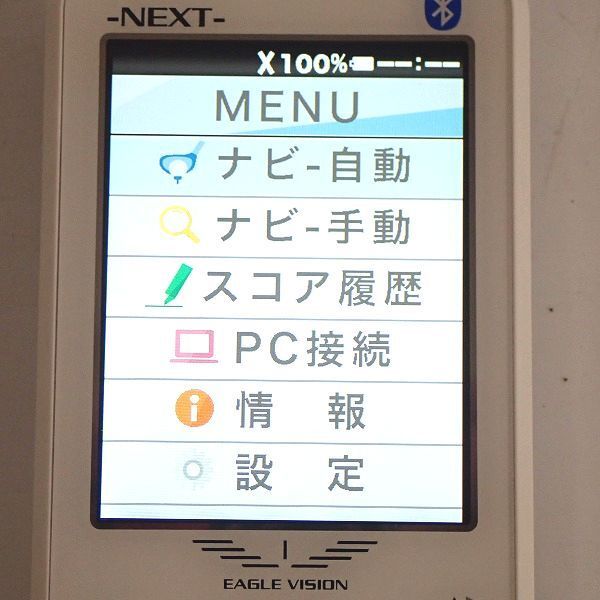 -NEXT-
100% --:--
MENU
ナビ-自動
ナビ-手動
スコア履歴
PC接続
情 報
設 定
EAGLE VISION